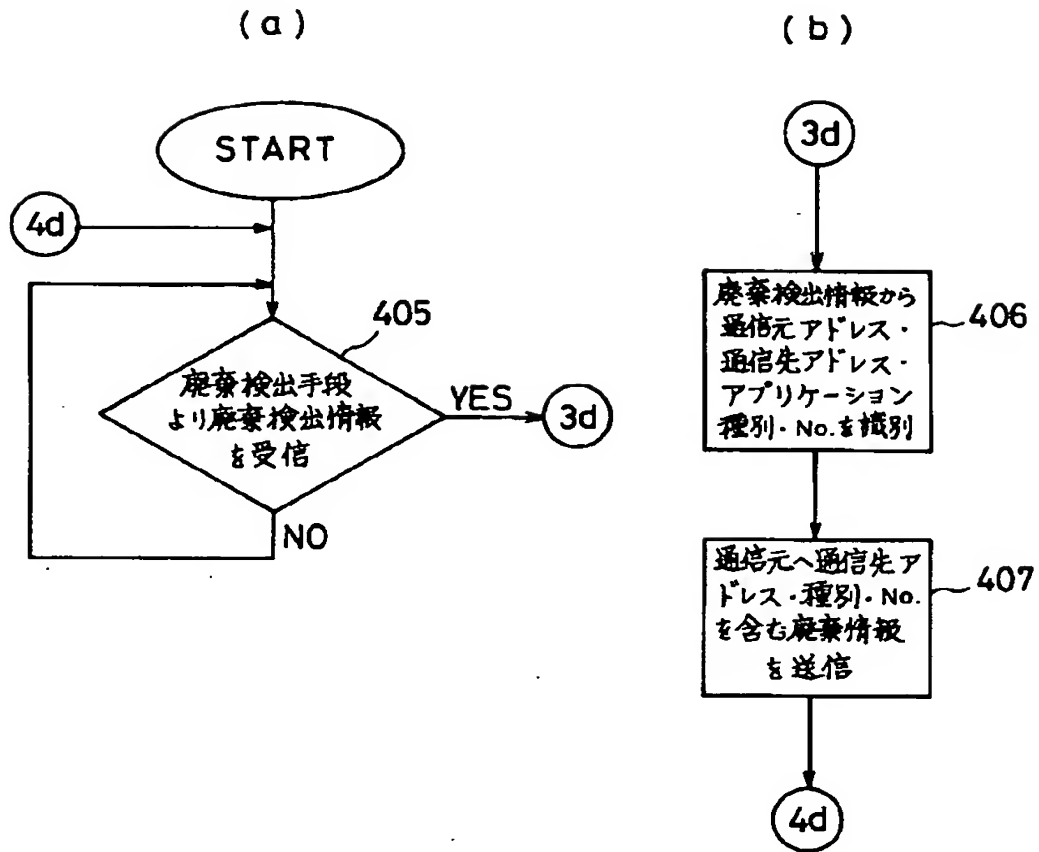 (a)
START
4d
405
廃棄検出手段
より廃棄検出情報
を受信
YES
3d
NO
(b)
3d
廃棄検出情報から
通信元アドレス・
通信先アドレス・
アプリケーション
種別・No.を識別
406
通信元へ通信先ア
ドレス・種別・No.
を含む廃棄情報
を送信
407
4d